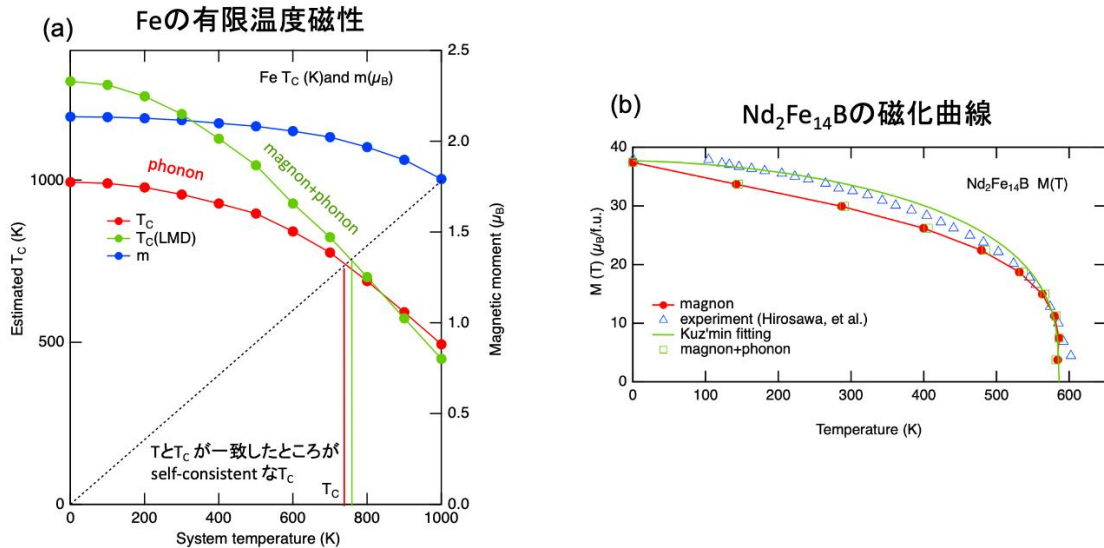 Feの有限温度磁性
(a)
2.5
Fe T_C (K)and m(μ_B)
2.0
1000
phonon
magnon+phonon
T_C
T_C(LMD)
m
1.5
Estimated T_C (K)
Magnetic moment (μ_B)
1.0
500
0.5
TとT_C が一致したところが
self-consistent なT_C
T_C
0
0.0
0 200 400 600 800 1000
System temperature (K)
(b)
Nd₂Fe₁₄Bの磁化曲線
40
Nd₂Fe₁₄B M(T)
30
M (T) (μ_B/f.u.)
20
magnon
experiment (Hirosawa, et al.)
Kuz'min fitting
magnon+phonon
10
0
0 100 200 300 400 500 600
Temperature (K)